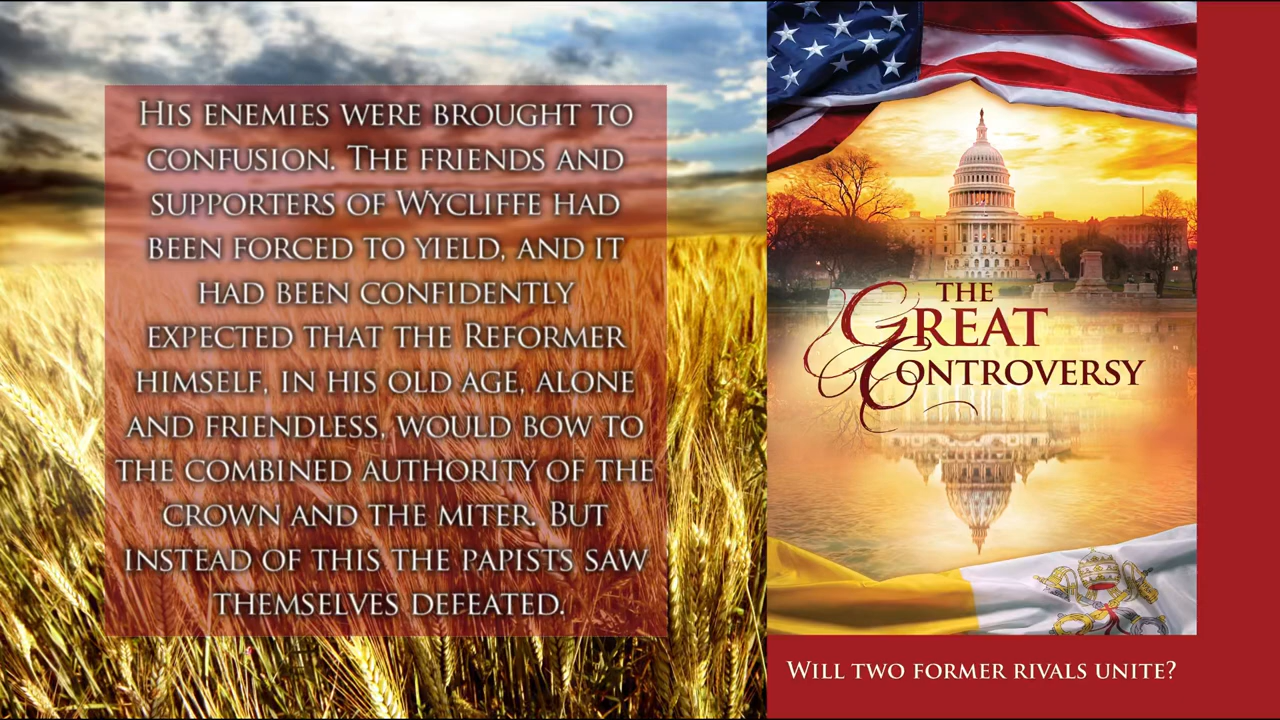 His enemies were brought to
confusion. The friends and
supporters of Wycliffe had
been forced to yield, and it
had been confidently
expected that the Reformer
himself, in his old age, alone
and friendless, would bow to
the combined authority of the
crown and the miter. But
instead of this the papists saw
themselves defeated.
The
Great
Controversy
Will two former rivals unite?